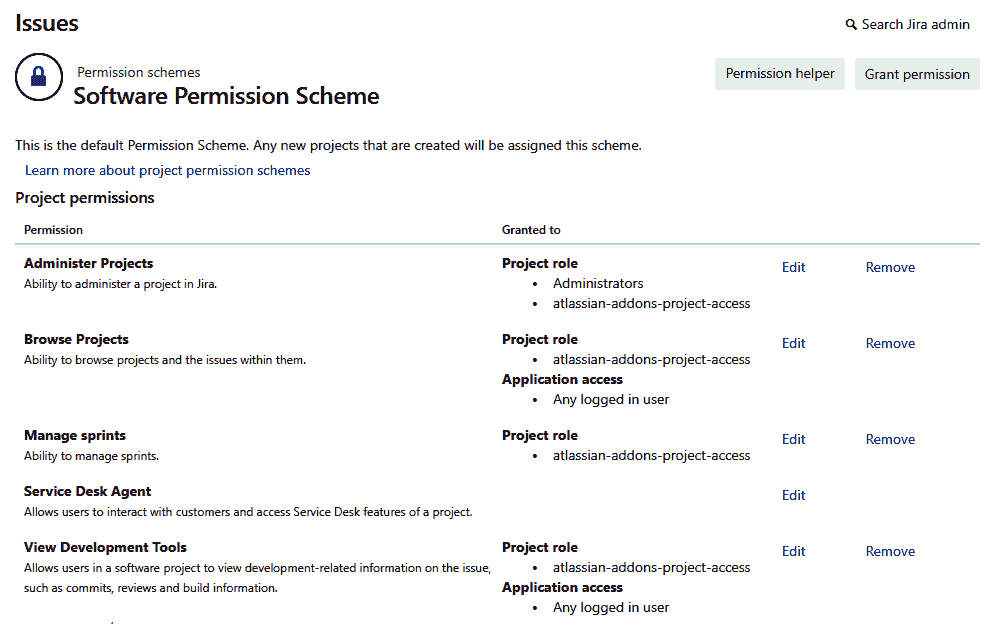 Issues
Search Jira admin
Permission schemes
Software Permission Scheme
Permission helper
Grant permission
This is the default Permission Scheme. Any new projects that are created will be assigned this scheme.
Learn more about project permission schemes
Project permissions
Permission
Granted to
Administer Projects
Ability to administer a project in Jira.
Project role
• Administrators
• atlassian-addons-project-access
Edit
Remove
Browse Projects
Ability to browse projects and the issues within them.
Project role
• atlassian-addons-project-access
Application access
• Any logged in user
Edit
Remove
Manage sprints
Ability to manage sprints.
Project role
• atlassian-addons-project-access
Edit
Remove
Service Desk Agent
Allows users to interact with customers and access Service Desk features of a project.
Edit
View Development Tools
Allows users in a software project to view development-related information on the issue,
such as commits, reviews and build information.
Project role
• atlassian-addons-project-access
Application access
• Any logged in user
Edit
Remove